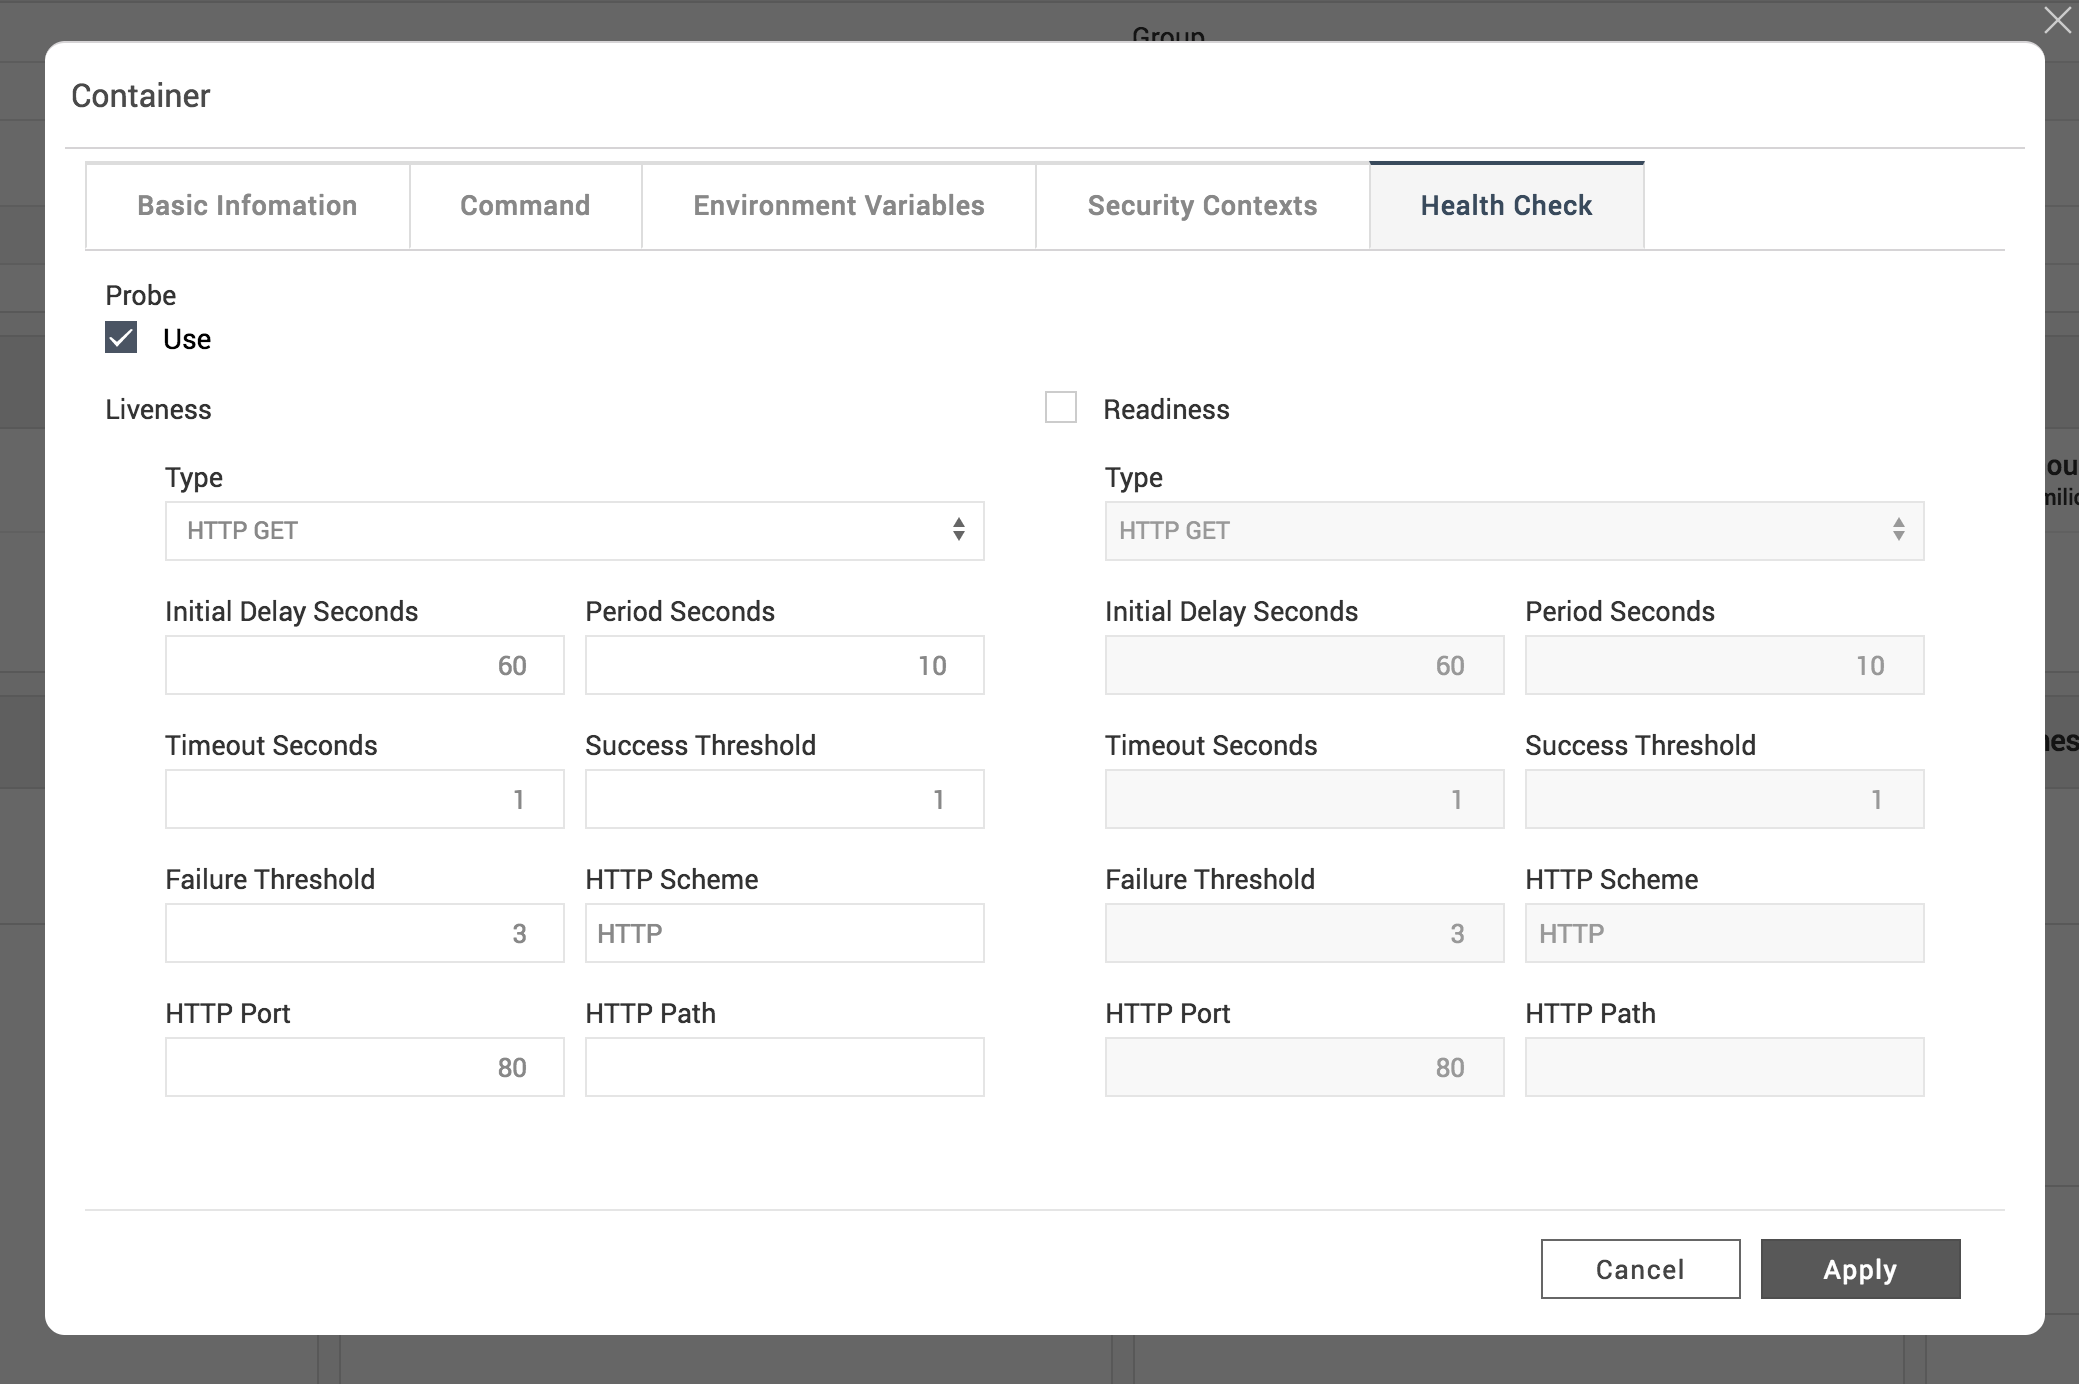 Group
Container
Basic Infomation
Command
Environment Variables
Security Contexts
Health Check
Probe
Use
Liveness
Readiness
Type
Type
HTTP GET
HTTP GET
Initial Delay Seconds
Period Seconds
Initial Delay Seconds
Period Seconds
60
10
60
10
Timeout Seconds
Success Threshold
Timeout Seconds
Success Threshold
1
1
1
1
Failure Threshold
HTTP Scheme
Failure Threshold
HTTP Scheme
3
HTTP
3
HTTP
HTTP Port
HTTP Path
HTTP Port
HTTP Path
80
80
Cancel
Apply